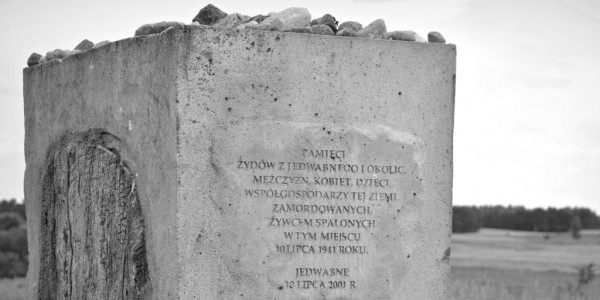 PAMIĘCI
ŻYDÓW Z JEDWABNEGO I OKOLIC,
MĘŻCZYZN, KOBIET, DZIECI,
WSPÓŁGOSPODARZY TEJ ZIEMI,
ZAMORDOWANYCH,
ŻYWCEM SPALONYCH
W TYM MIEJSCU
10 LIPCA 1941 ROKU.
JEDWABNE
10 LIPCA 2001 R.